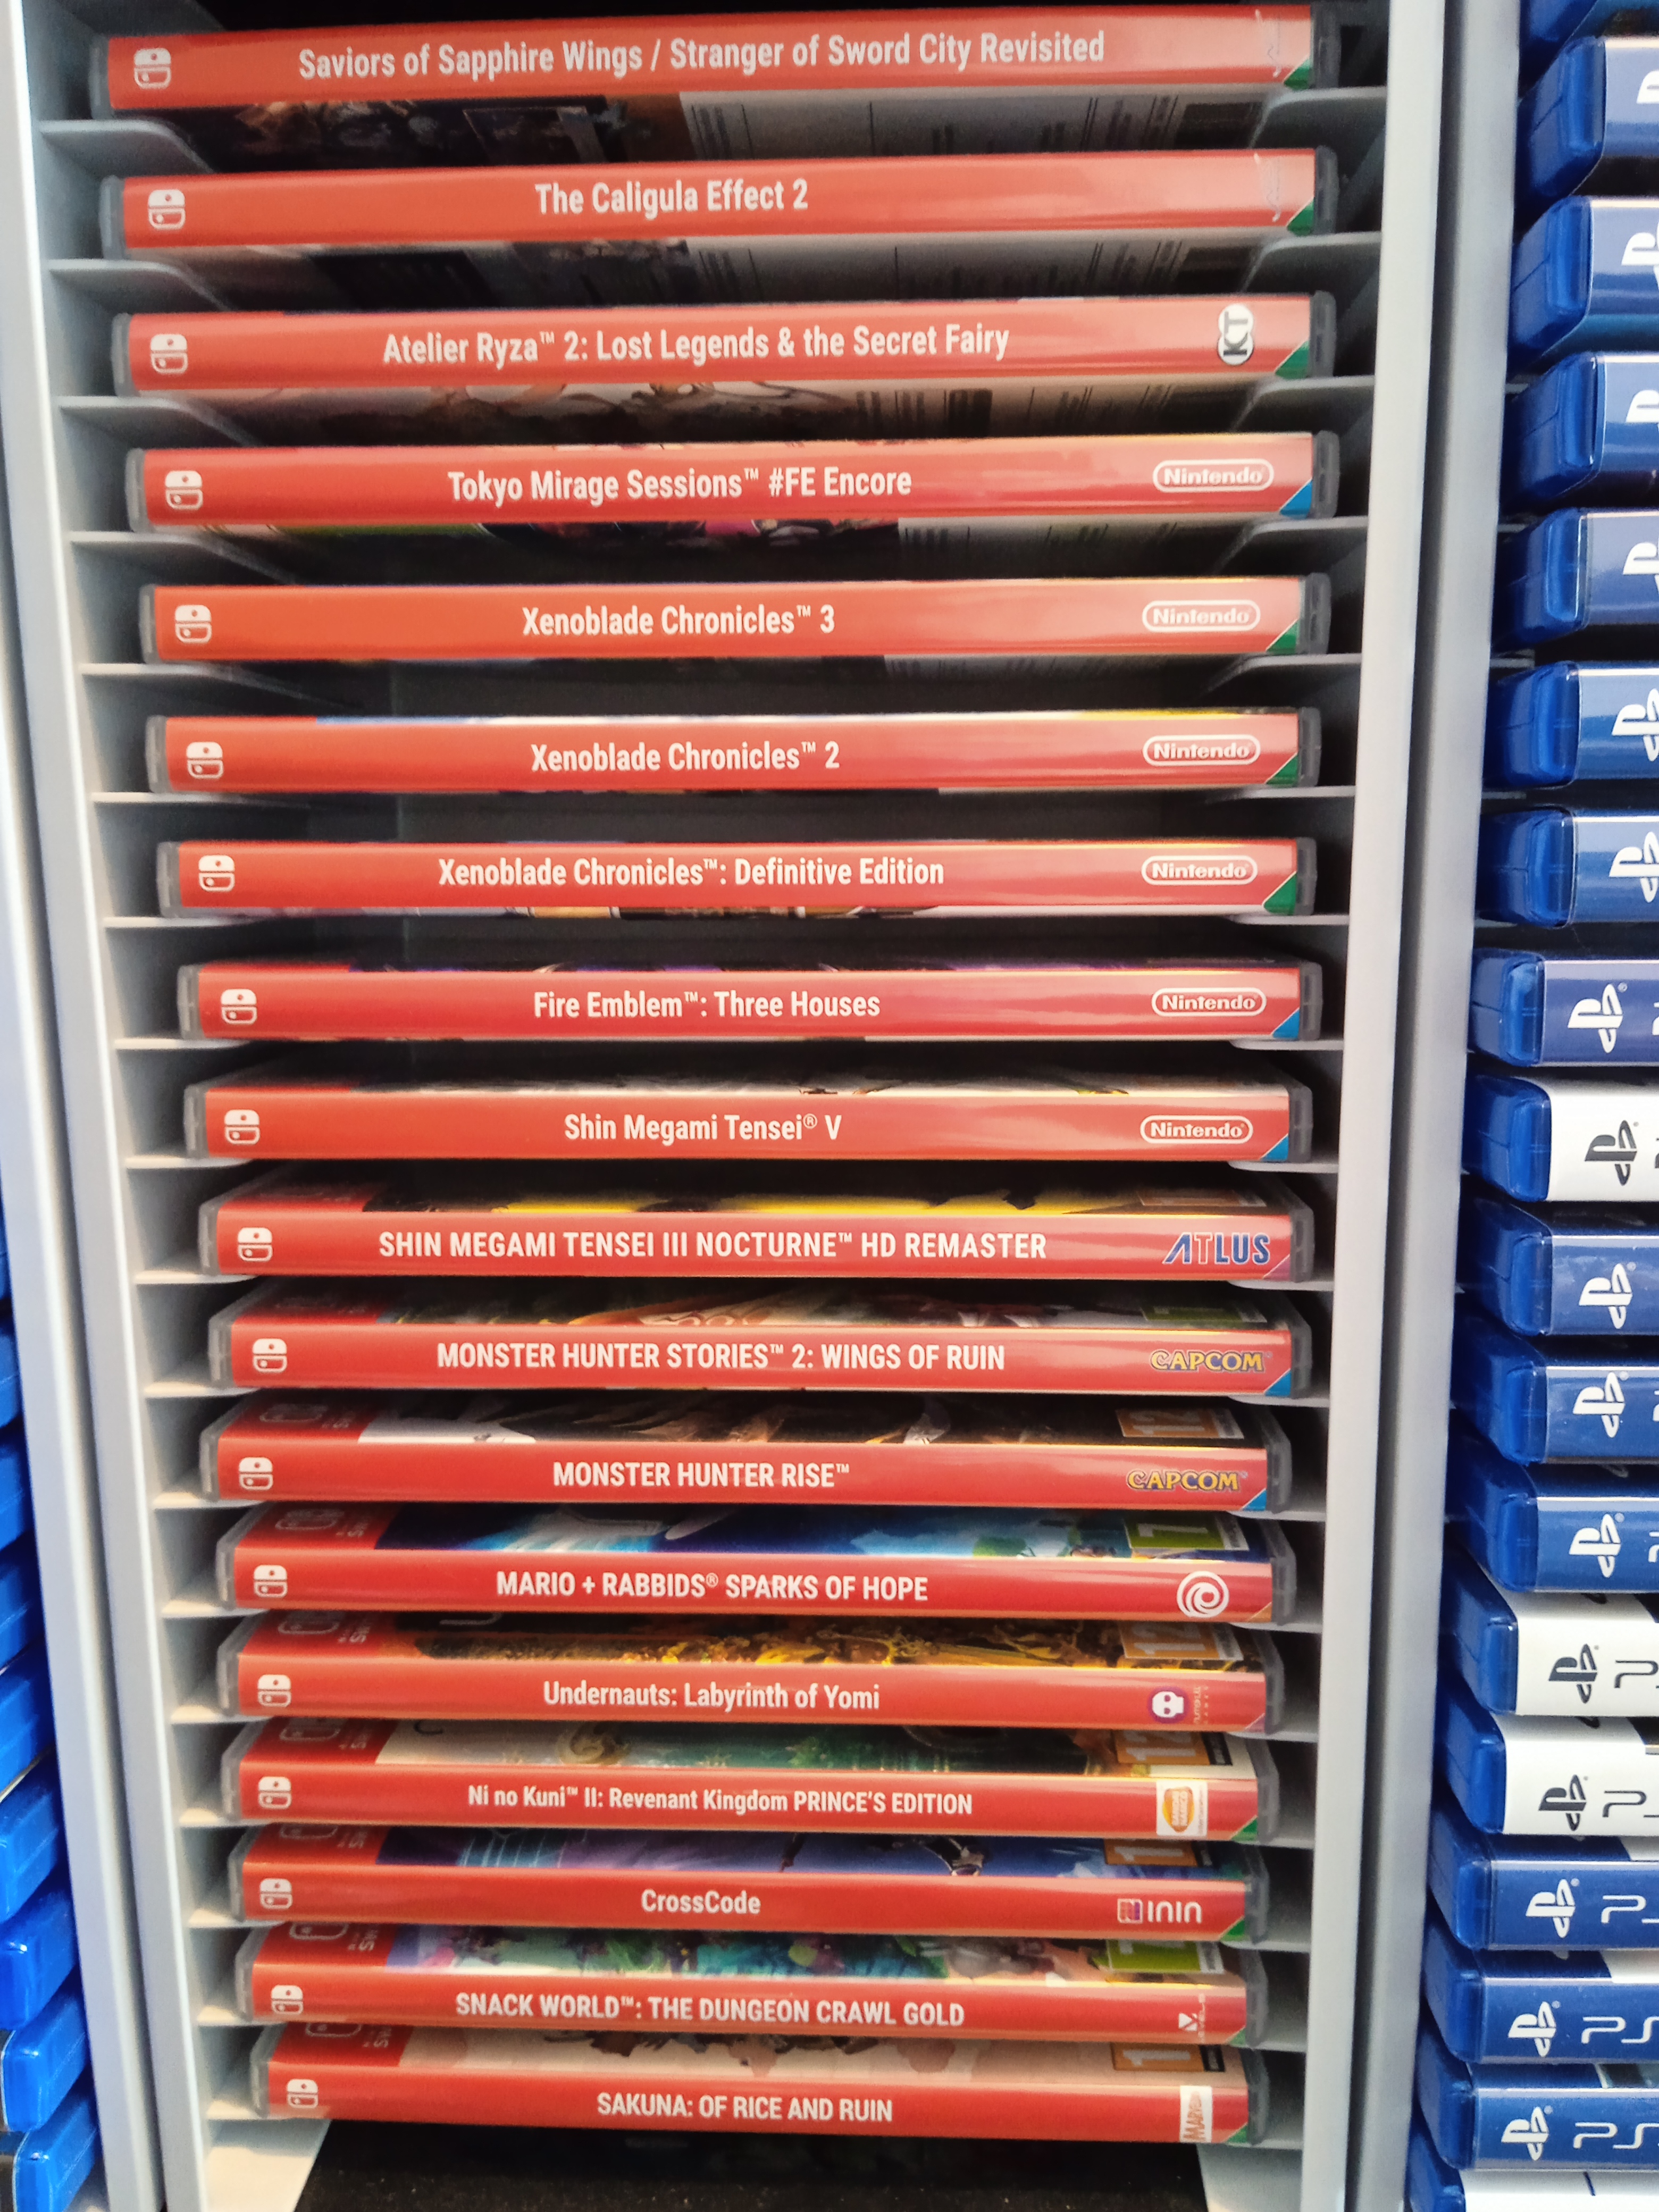 Saviors of Sapphire Wings / Stranger of Sword City Revisited
The Caligula Effect 2
Atelier Ryza™ 2: Lost Legends & the Secret Fairy
KT
Tokyo Mirage Sessions™ #FE Encore
Nintendo
Xenoblade Chronicles™ 3
Nintendo
Xenoblade Chronicles™ 2
Nintendo
Xenoblade Chronicles™: Definitive Edition
Nintendo
Fire Emblem™: Three Houses
Nintendo
Shin Megami Tensei® V
Nintendo
SHIN MEGAMI TENSEI III NOCTURNE™ HD REMASTER
ATLUS
MONSTER HUNTER STORIES™ 2: WINGS OF RUIN
CAPCOM
12
MONSTER HUNTER RISE™
CAPCOM
MARIO + RABBIDS® SPARKS OF HOPE
Undernauts: Labyrinth of Yomi
12
Ni no Kuni™ II: Revenant Kingdom PRINCE'S EDITION
CrossCode
ININ
SNACK WORLD™: THE DUNGEON CRAWL GOLD
SAKUNA: OF RICE AND RUIN